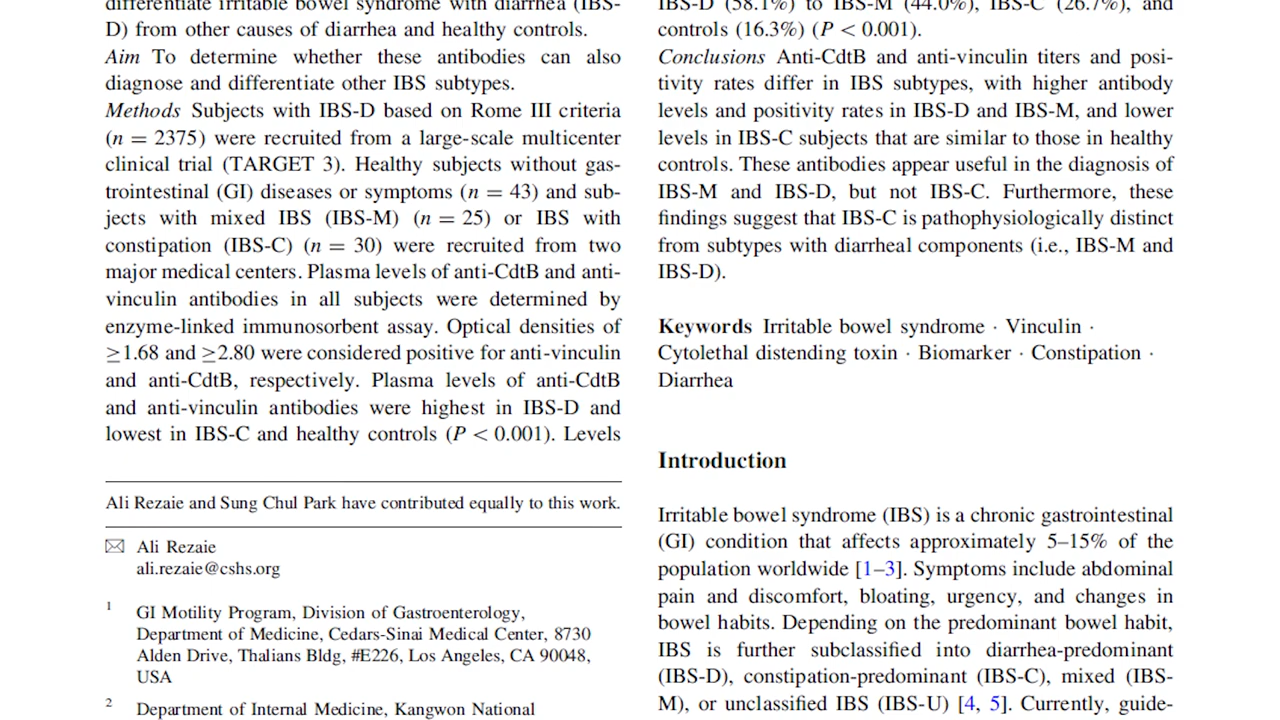 differentiate irritable bowel syndrome with diarrhea (IBS-
D) from other causes of diarrhea and healthy controls.
Aim To determine whether these antibodies can also
diagnose and differentiate other IBS subtypes.
Methods Subjects with IBS-D based on Rome III criteria
(n = 2375) were recruited from a large-scale multicenter
clinical trial (TARGET 3). Healthy subjects without gas-
trointestinal (GI) diseases or symptoms (n = 43) and sub-
jects with mixed IBS (IBS-M) (n = 25) or IBS with
constipation (IBS-C) (n = 30) were recruited from two
major medical centers. Plasma levels of anti-CdtB and anti-
vinculin antibodies in all subjects were determined by
enzyme-linked immunosorbent assay. Optical densities of
≥1.68 and ≥2.80 were considered positive for anti-vinculin
and anti-CdtB, respectively. Plasma levels of anti-CdtB
and anti-vinculin antibodies were highest in IBS-D and
lowest in IBS-C and healthy controls (P < 0.001). Levels
Ali Rezaie and Sung Chul Park have contributed equally to this work.
Ali Rezaie
ali.rezaie@cshs.org
1 GI Motility Program, Division of Gastroenterology,
Department of Medicine, Cedars-Sinai Medical Center, 8730
Alden Drive, Thalians Bldg, #E226, Los Angeles, CA 90048,
USA
2 Department of Internal Medicine, Kangwon National
IBS-D (58.1%) to IBS-M (44.0%), IBS-C (26.7%), and
controls (16.3%) (P < 0.001).
Conclusions Anti-CdtB and anti-vinculin titers and posi-
tivity rates differ in IBS subtypes, with higher antibody
levels and positivity rates in IBS-D and IBS-M, and lower
levels in IBS-C subjects that are similar to those in healthy
controls. These antibodies appear useful in the diagnosis of
IBS-M and IBS-D, but not IBS-C. Furthermore, these
findings suggest that IBS-C is pathophysiologically distinct
from subtypes with diarrheal components (i.e., IBS-M and
IBS-D).
Keywords Irritable bowel syndrome · Vinculin ·
Cytolethal distending toxin · Biomarker · Constipation ·
Diarrhea
Introduction
Irritable bowel syndrome (IBS) is a chronic gastrointestinal
(GI) condition that affects approximately 5–15% of the
population worldwide [1–3]. Symptoms include abdominal
pain and discomfort, bloating, urgency, and changes in
bowel habits. Depending on the predominant bowel habit,
IBS is further subclassified into diarrhea-predominant
(IBS-D), constipation-predominant (IBS-C), mixed (IBS-
M), or unclassified IBS (IBS-U) [4, 5]. Currently, guide-